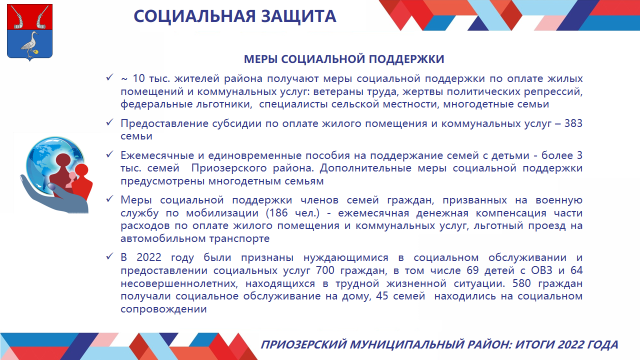 СОЦИАЛЬНАЯ ЗАЩИТА
МЕРЫ СОЦИАЛЬНОЙ ПОДДЕРЖКИ
✓ ~ 10 тыс. жителей района получают меры социальной поддержки по оплате жилых
помещений и коммунальных услуг: ветераны труда, жертвы политических репрессий,
федеральные льготники, специалисты сельской местности, многодетные семьи
✓ Предоставление субсидии по оплате жилого помещения и коммунальных услуг – 383
семьи
✓ Ежемесячные и единовременные пособия на поддержание семей с детьми - более 3
тыс. семей Приозерского района. Дополнительные меры социальной поддержки
предусмотрены многодетным семьям
✓ Меры социальной поддержки членов семей граждан, призванных на военную
службу по мобилизации (186 чел.) - ежемесячная денежная компенсация части
расходов по оплате жилого помещения и коммунальных услуг, льготный проезд на
автомобильном транспорте
✓ В 2022 году были признаны нуждающимися в социальном обслуживании и
предоставлении социальных услуг 700 граждан, в том числе 69 детей с ОВЗ и 64
несовершеннолетних, находящихся в трудной жизненной ситуации. 580 граждан
получали социальное обслуживание на дому, 45 семей находились на социальном
сопровождении
ПРИОЗЕРСКИЙ МУНИЦИПАЛЬНЫЙ РАЙОН: ИТОГИ 2022 ГОДА